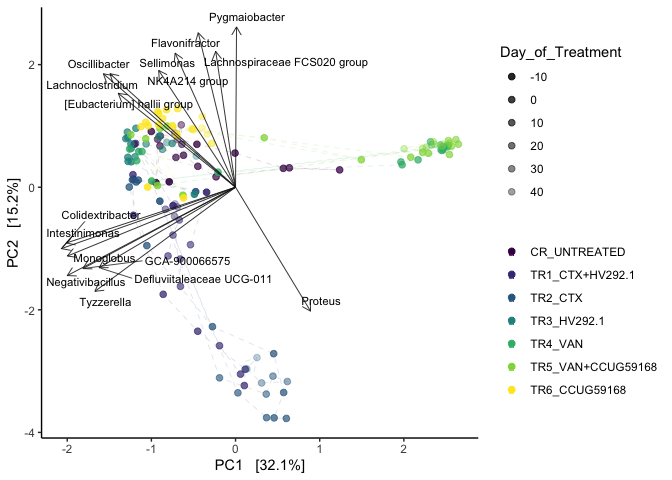 Pygmaiobacter
Flavonifractor
Oscillibacter
Sellimonas
Lachnospiraceae FCS020 group
Lachnoclostridium
NK4A214 group
[Eubacterium] hallii group
Colidextribacter
Intestinimonas
Monoglobus
GCA-900066575
Negativibacillus
Defluviitaleaceae UCG-011
Tyzzerella
Proteus
2
0
-2
-4
PC2 [15.2%]
-2
-1
0
1
2
PC1 [32.1%]
Day_of_Treatment
-10
0
10
20
30
40
CR_UNTREATED
TR1_CTX+HV292.1
TR2_CTX
TR3_HV292.1
TR4_VAN
TR5_VAN+CCUG59168
TR6_CCUG59168